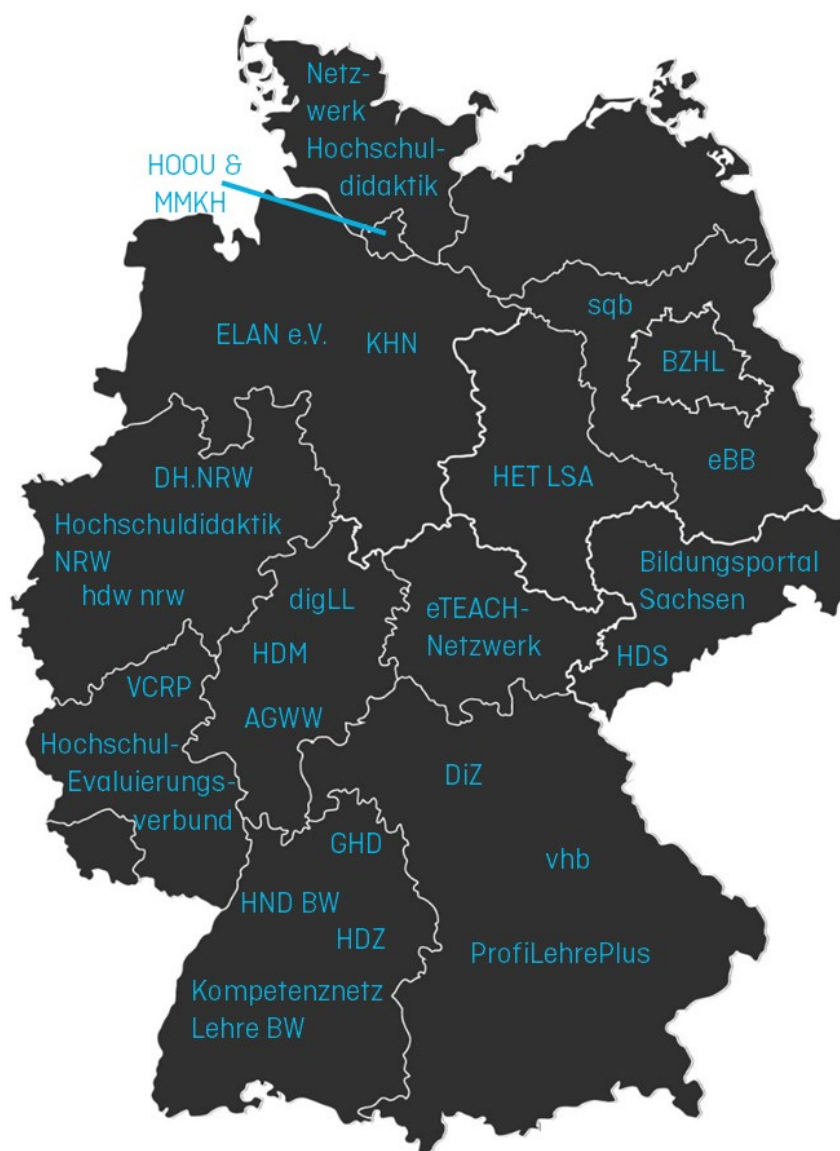 Netz-
werk
Hochschul-
didaktik
HOOU &
MMKH
sqb
ELAN e.V.
KHN
BZHL
eBB
DH.NRW
HET LSA
Hochschuldidaktik
NRW
hdw nrw
Bildungsportal
Sachsen
digLL
eTEACH-
Netzwerk
HDM
HDS
VCRP
AGWW
Hochschul-
Evaluierungs-
verbund
DiZ
GHD
vhb
HND BW
HDZ
ProfiLehrePlus
Kompetenznetz
Lehre BW